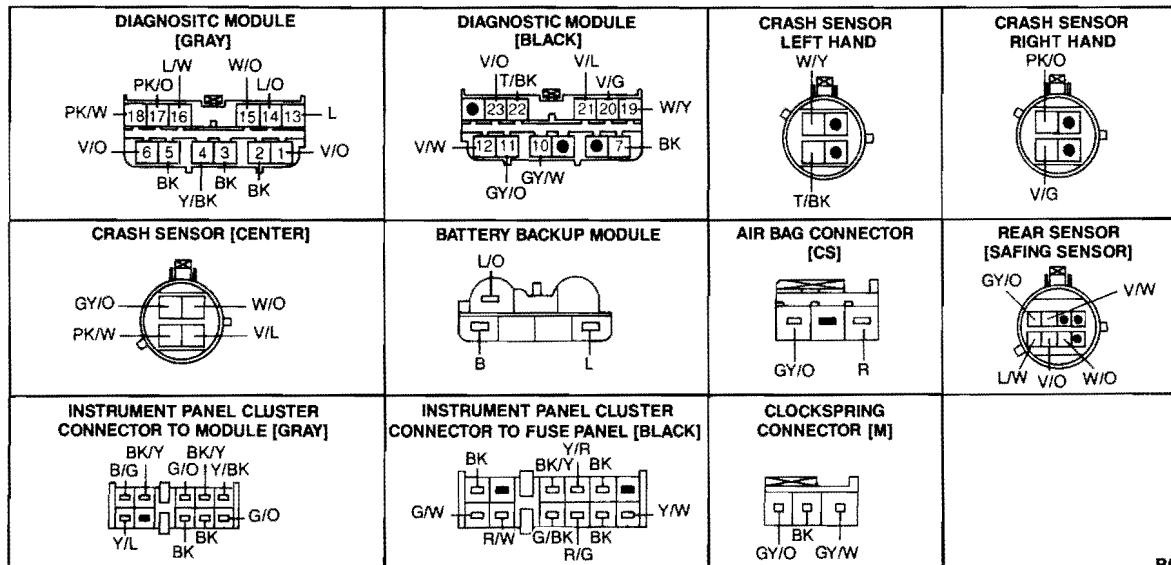 DIAGNOSITC MODULE
[GRAY]
L/W W/O
PK/O L/O
PK/W 18 17 16 15 14 13 L
V/O 6 5 4 3 2 1 V/O
BK BK BK
Y/BK
DIAGNOSTIC MODULE
[BLACK]
V/O V/L
T/BK V/G
23 22 21 20 19 W/Y
V/W 12 11 10 7 BK
GY/W
GY/O
CRASH SENSOR
LEFT HAND
W/Y
T/BK
CRASH SENSOR
RIGHT HAND
PK/O
V/G
CRASH SENSOR [CENTER]
GY/O W/O
PK/W V/L
BATTERY BACKUP MODULE
L/O
B L
AIR BAG CONNECTOR
[CS]
GY/O R
REAR SENSOR
[SAFING SENSOR]
GY/O V/W
L/W V/O W/O
INSTRUMENT PANEL CLUSTER
CONNECTOR TO MODULE [GRAY]
BK/Y BK/Y
B/G G/O Y/BK
G/O
Y/L BK BK
INSTRUMENT PANEL CLUSTER
CONNECTOR TO FUSE PANEL [BLACK]
Y/R
BK BK/Y BK
G/W Y/W
R/W G/BK BK
R/G
CLOCKSPRING
CONNECTOR [M]
BK
GY/O GY/W